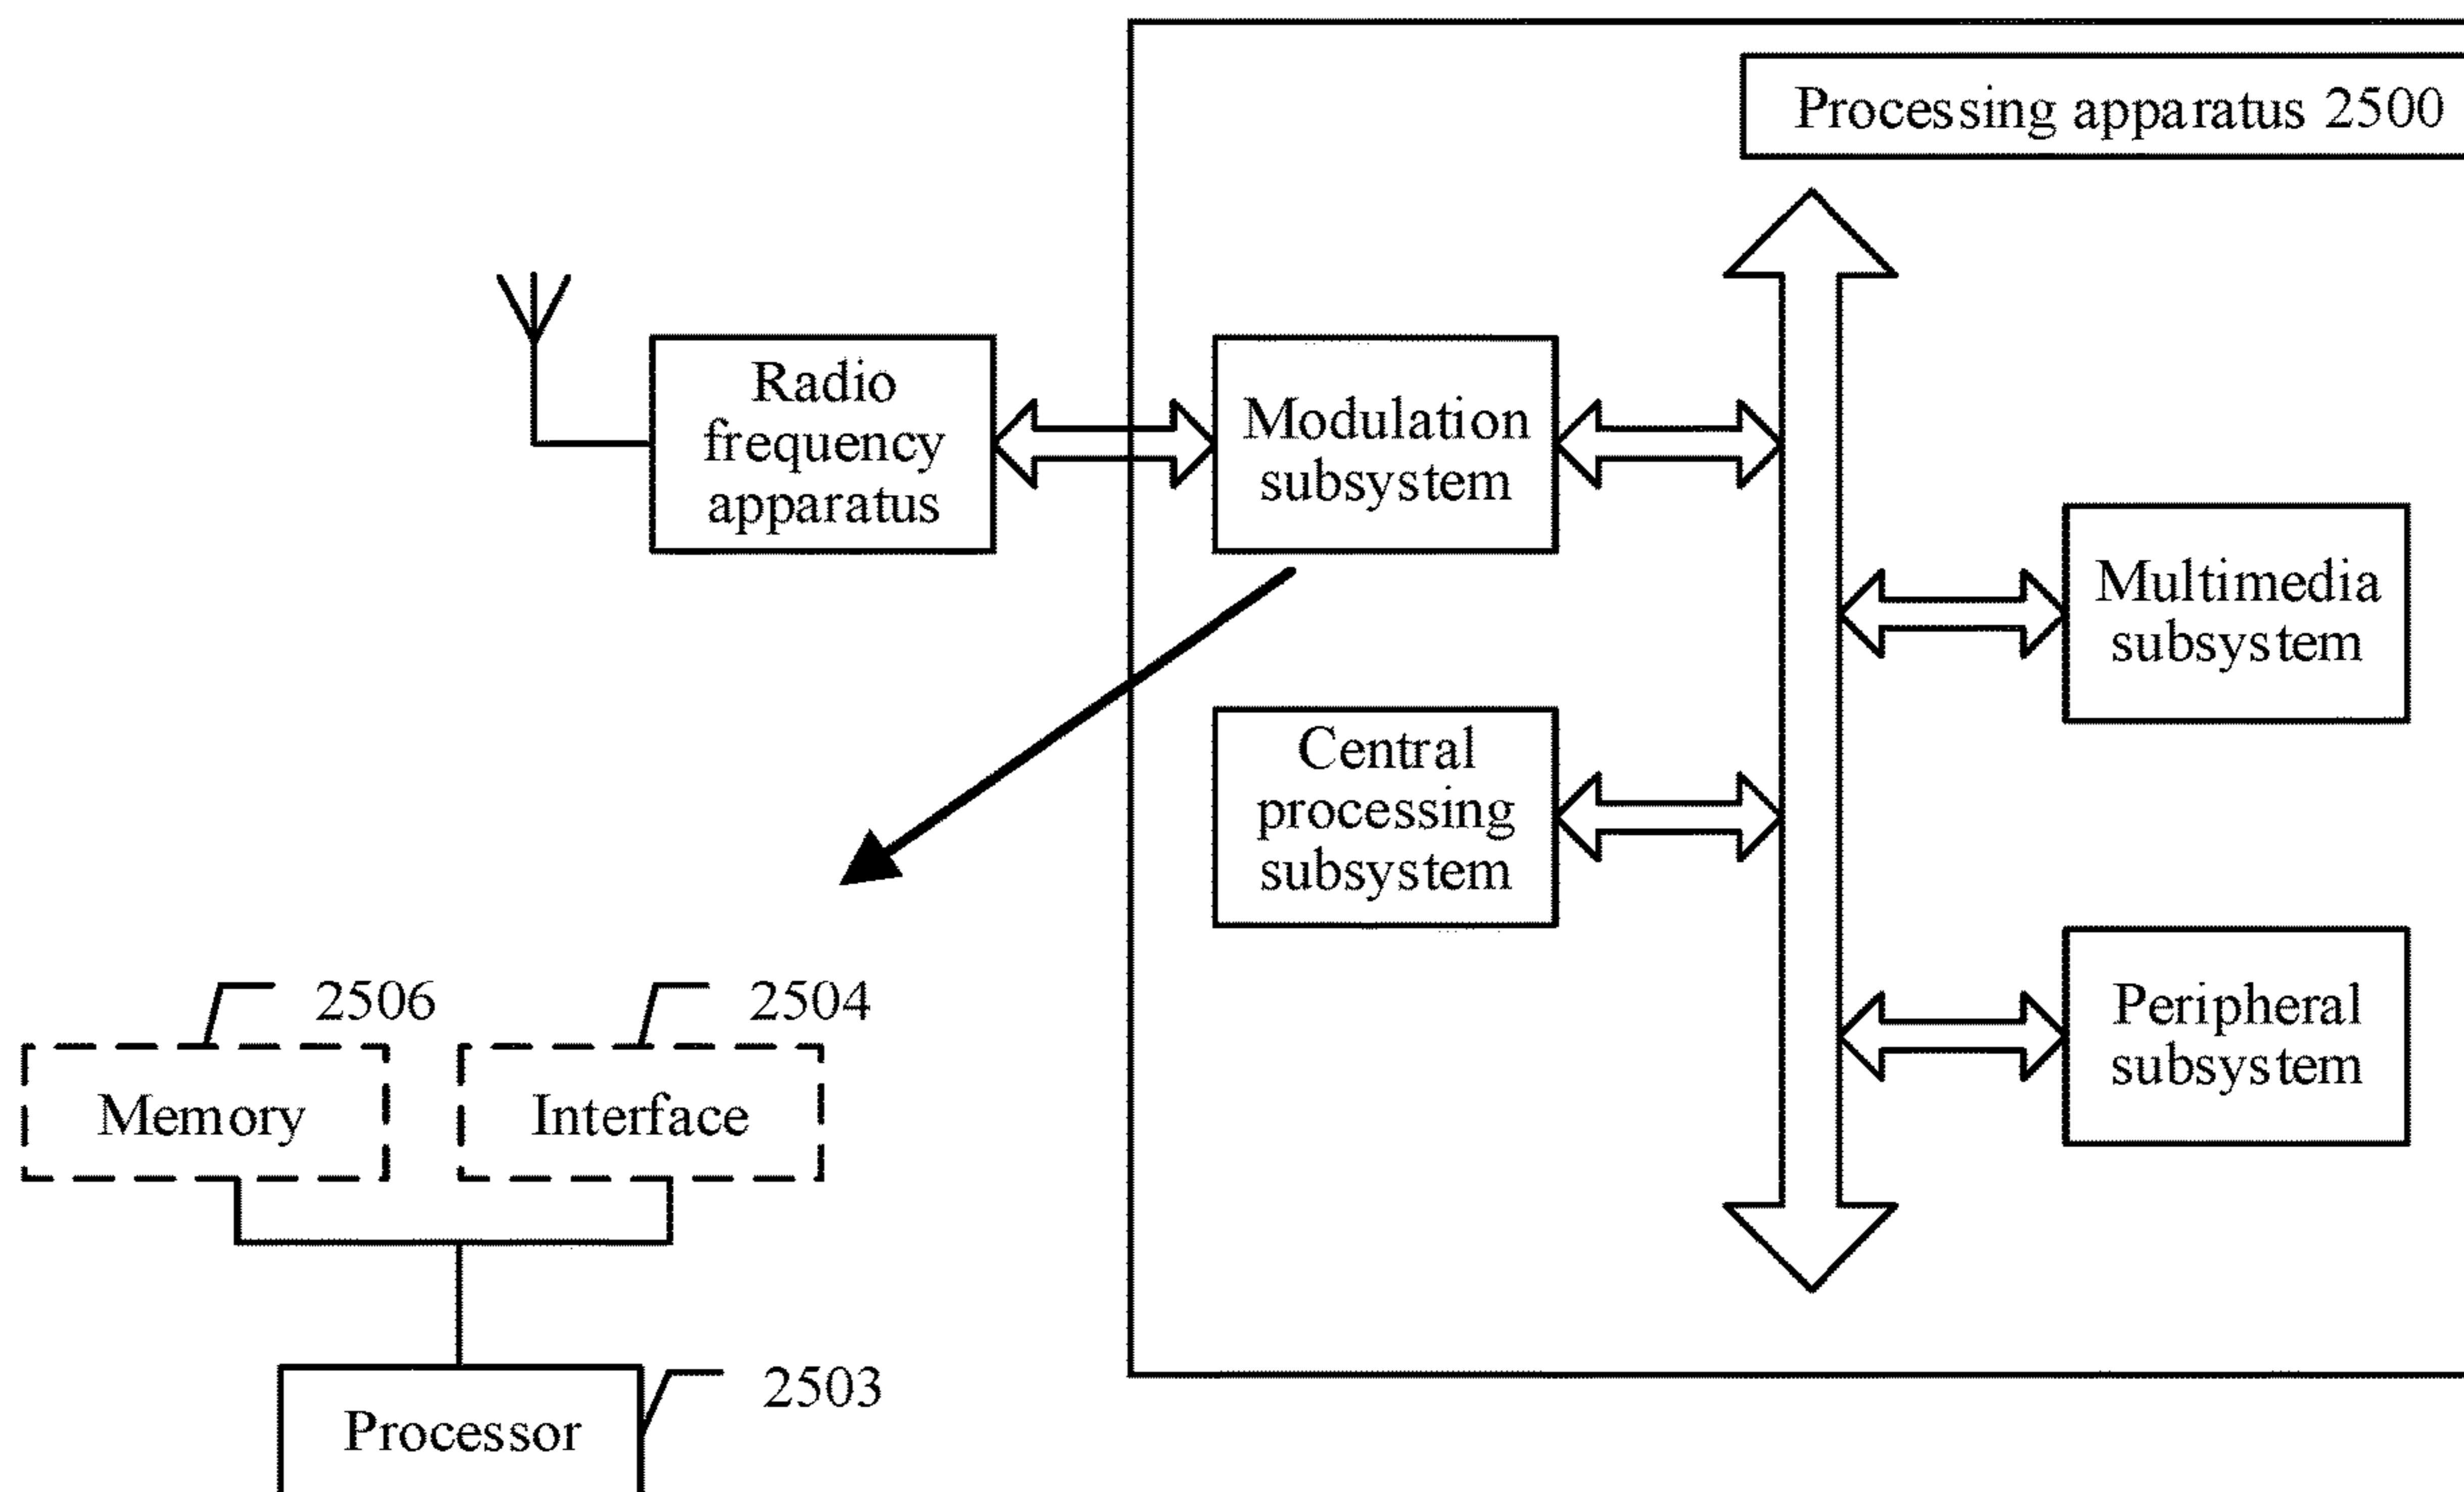 Processing apparatus 2500
Radio
frequency
apparatus
Modulation
subsystem
Multimedia
subsystem
Central
processing
subsystem
Peripheral
subsystem
2506
2504
Memory
Interface
2503
Processor